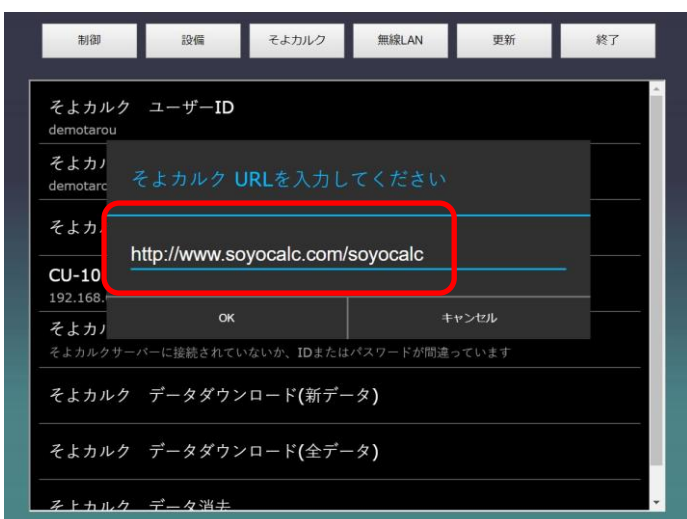 制御 設備 そよカルク 無線LAN 更新 終了
そよカルク ユーザーID
demotarou
そよカル
demotaro
そよカ
そよカルク URLを入力してください
http://www.soyocalc.com/soyocalc
OK キャンセル
CU-10
192.168.
そよカル
そよカルクサーバーに接続されていないか、IDまたはパスワードが間違っています
そよカルク データダウンロード(新データ)
そよカルク データダウンロード(全データ)
そよカルク データ消去